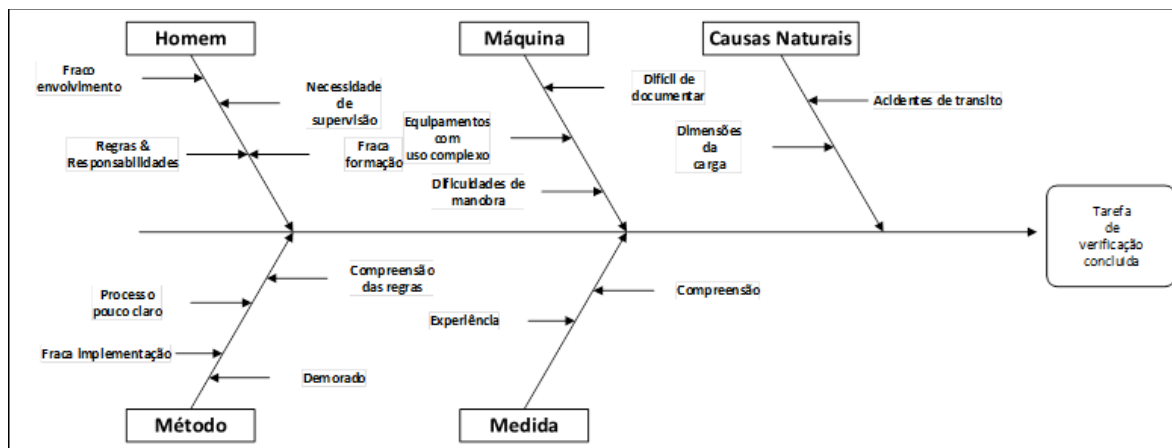 Homem
Máquina
Causas Naturais
Fraco
envolvimento
Necessidade
de
supervisão
Regras &
Responsabilidades
Fraca
formação
Difícil de
documentar
Equipamentos
com
uso complexo
Dificuldades de
manobra
Acidentes de transito
Dimensões
da
carga
Tarefa
de
verificação
concluída
Compreensão
das regras
Processo
pouco claro
Fraca implementação
Demorado
Compreensão
Experiência
Método
Medida